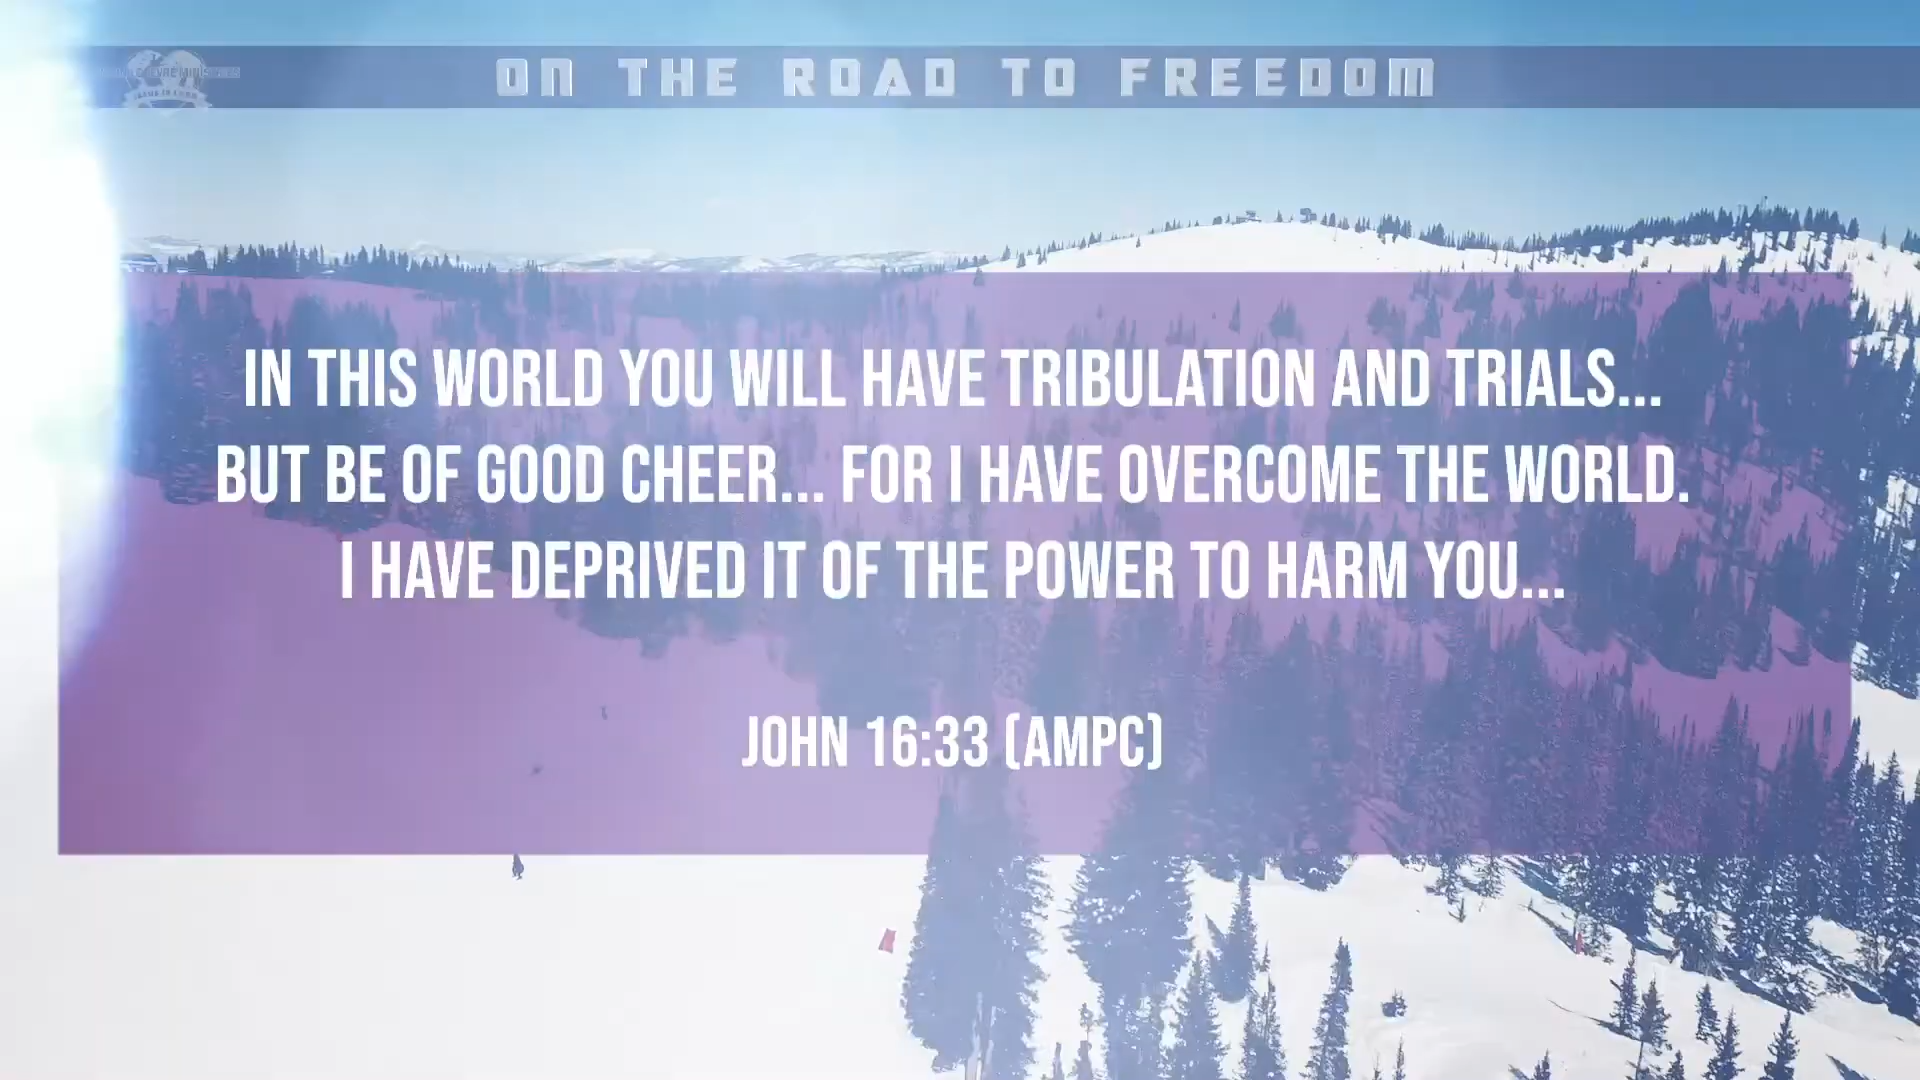 ON THE ROAD TO FREEDOM
IN THIS WORLD YOU WILL HAVE TRIBULATION AND TRIALS...
BUT BE OF GOOD CHEER... FOR I HAVE OVERCOME THE WORLD.
I HAVE DEPRIVED IT OF THE POWER TO HARM YOU...
JOHN 16:33 (AMPC)